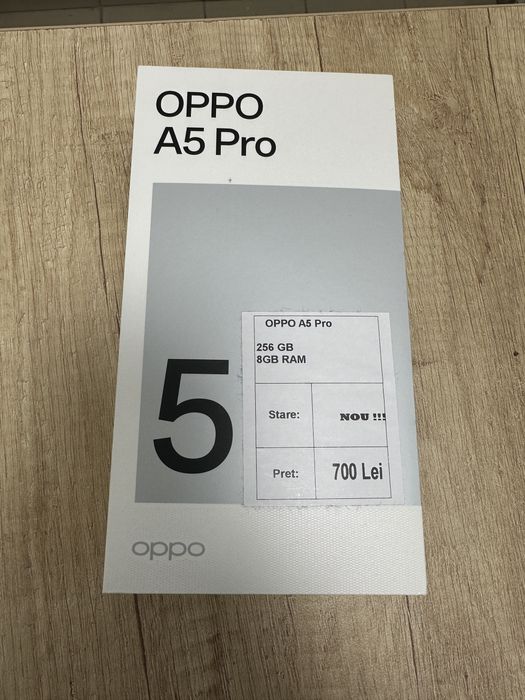 OPPO
A5 Pro
OPPO A5 Pro
256 GB
8GB RAM
5
Stare: NOU !!!
Pret: 700 Lei
oppo